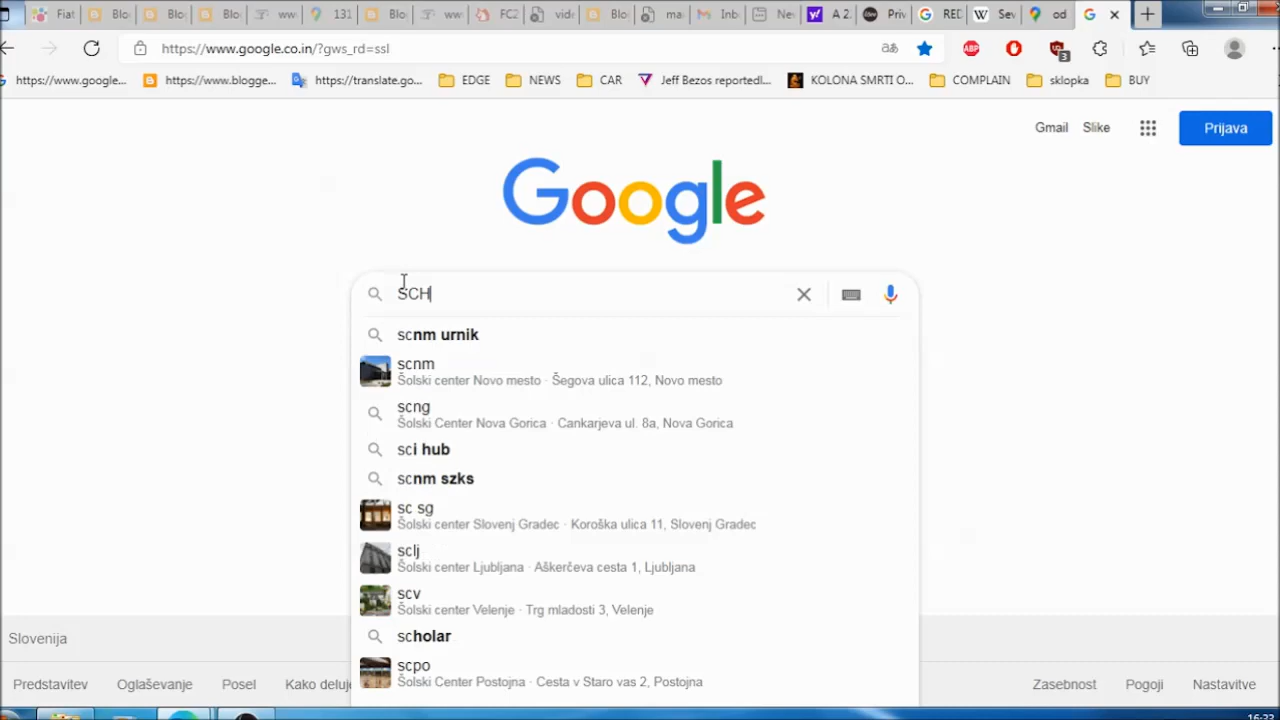 Fiat
Blo
Blo
Blo
ww
131
Blo
ww
FC2
vide
Blo
ma
Inb
Ne
A 2
Priv
RED
Sev
od
https://www.google.co.in/?gws_rd=ssl
https://www.google...
https://www.blogge...
https://translate.go...
EDGE
NEWS
CAR
Jeff Bezos reportedl...
KOLONA SMRTI O...
COMPLAIN
sklopka
BUY
Gmail
Slike
Prijava
Google
SCH
scnm urnik
scnm
Šolski center Novo mesto · Šegova ulica 112, Novo mesto
scng
Šolski Center Nova Gorica · Cankarjeva ul. 8a, Nova Gorica
sci hub
scnm szks
sc sg
Šolski center Slovenj Gradec · Koroška ulica 11, Slovenj Gradec
sclj
Šolski center Ljubljana · Aškerčeva cesta 1, Ljubljana
scv
Šolski center Velenje · Trg mladosti 3, Velenje
scholar
scpo
Šolski Center Postojna · Cesta v Staro vas 2, Postojna
Slovenija
Predstavitev
Oglaševanje
Posel
Kako deluje
Zasebnost
Pogoji
Nastavitve